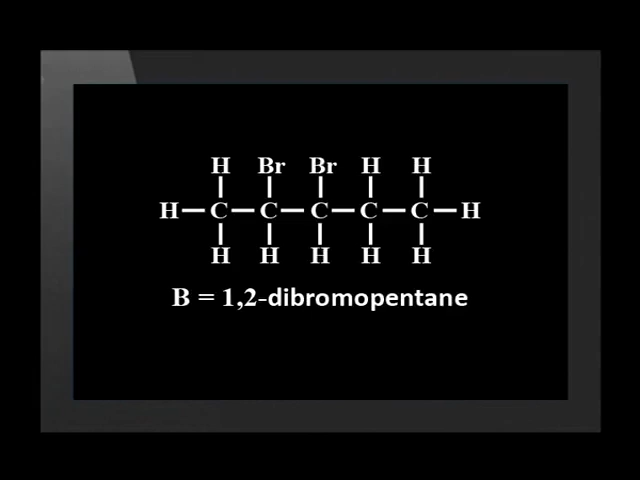 H Br Br H H
H C C C C C H
H H H H H
B = 1,2-dibromopentane